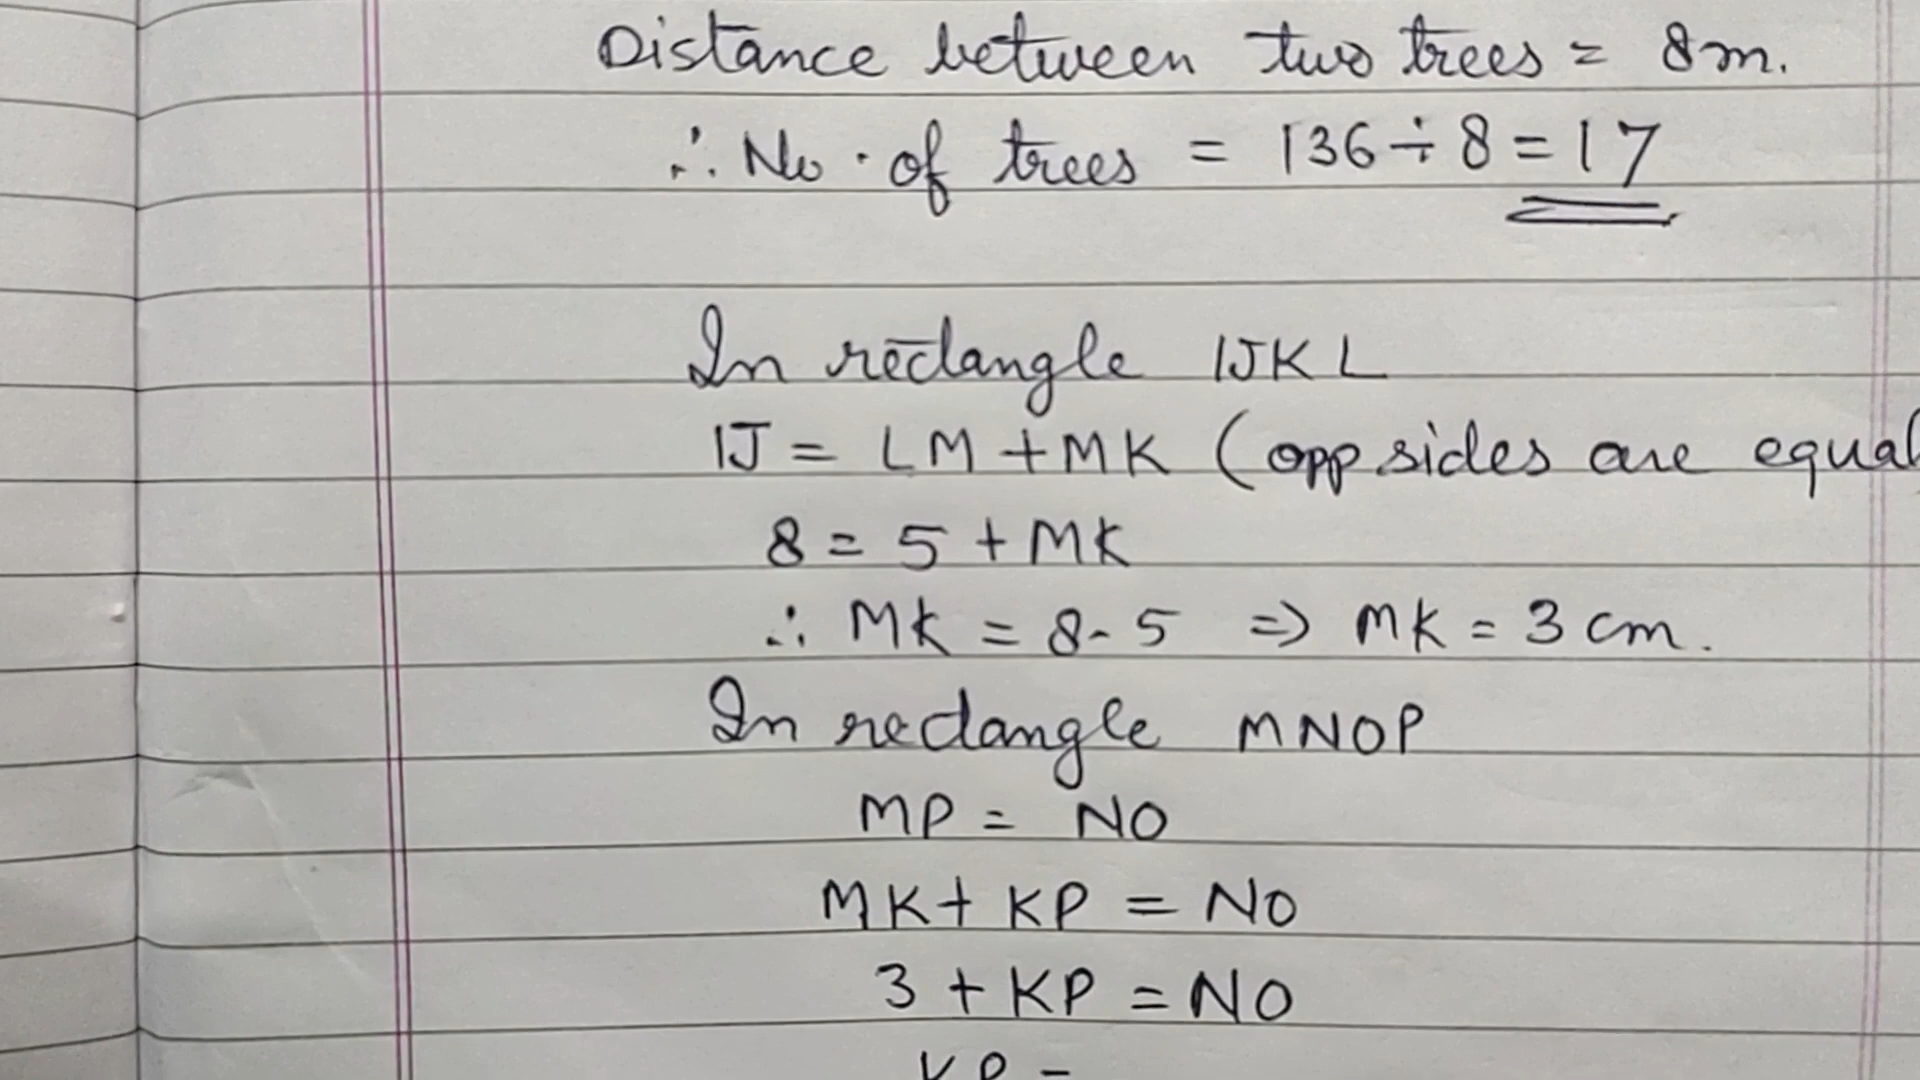 Distance between two trees = 8m.
∴ No. of trees = 136 ÷ 8 = 17
In rectangle IJKL
IJ = LM + MK (opp sides are equal
8 = 5 + MK
∴ MK = 8 - 5 => MK = 3 cm.
In rectangle MNOP
MP = NO
MK + KP = NO
3 + KP = NO
KP =